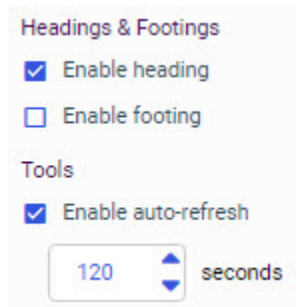 Headings & Footings
Enable heading
Enable footing
Tools
Enable auto-refresh
120 seconds